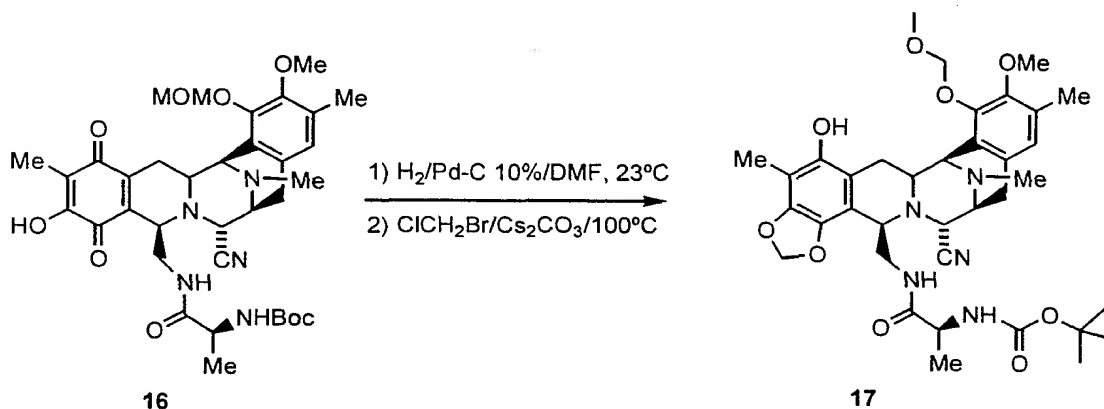 OMe
MOMO
Me
O
Me
N
Me
HO
O
N
CN
NH
O
NHBoc
Me
16
1) H₂/Pd-C 10%/DMF, 23ºC
2) ClCH₂Br/Cs₂CO₃/100ºC
O
OMe
O
Me
OH
Me
N
Me
N
O
O
CN
NH
O
NH
O
Me
O
17